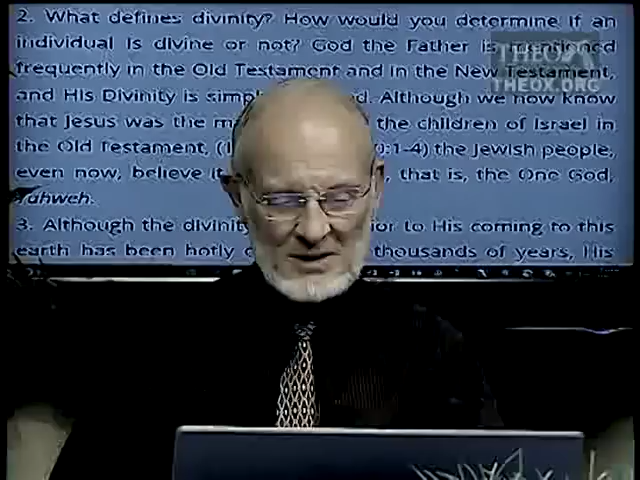 2. What defines divinity? How would you determine if an
individual is divine or not? God the Father is mentioned
frequently in the Old Testament and in the New Testament,
and His Divinity is d. Although we now know
that Jesus was the the children of Israel in
the Old Testament, 0:1-4) the Jewish people,
even now, believe that is, the One God,
Yahweh.
3. Although the divinity ior to His coming to this
earth has been hotly thousands of years, His
THEOX
THEOX.ORG